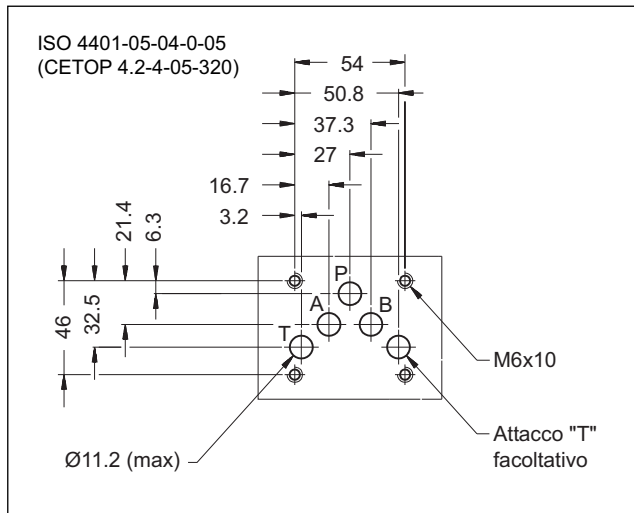 ISO 4401-05-04-0-05
(CETOP 4.2-4-05-320)
54
50.8
37.3
27
16.7
3.2
21.4
6.3
46
32.5
P
A
B
T
M6x10
Ø11.2 (max)
Attacco "T"
facoltativo